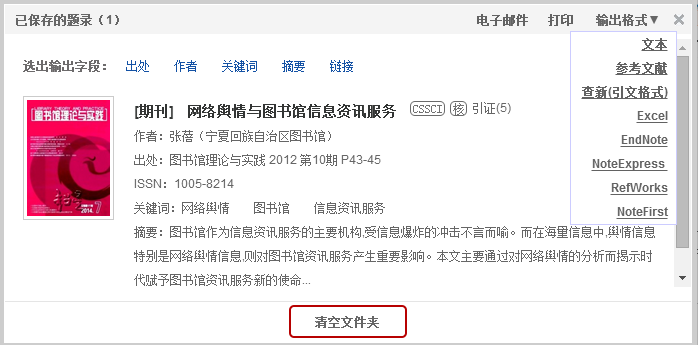 已保存的题录（1）
电子邮件 打印 输出格式▼
文本
参考文献
查新(引文格式)
Excel
EndNote
NoteExpress
RefWorks
NoteFirst
选出输出字段： 出处 作者 关键词 摘要 链接
LIBRARY THEORY AND PRACTICE
图书馆理论与实践
2014.7
[期刊] 网络舆情与图书馆信息资讯服务 CSSCI 核 引证(5)
作者：张蓓（宁夏回族自治区图书馆）
出处：图书馆理论与实践 2012 第10期 P43-45
ISSN：1005-8214
关键词：网络舆情 图书馆 信息资讯服务
摘要：图书馆作为信息资讯服务的主要机构,受信息爆炸的冲击不言而喻。而在海量信息中,舆情信息
特别是网络舆情信息,则对图书馆资讯服务产生重要影响。本文主要通过对网络舆情的分析而揭示时
代赋予图书馆资讯服务新的使命...
清空文件夹